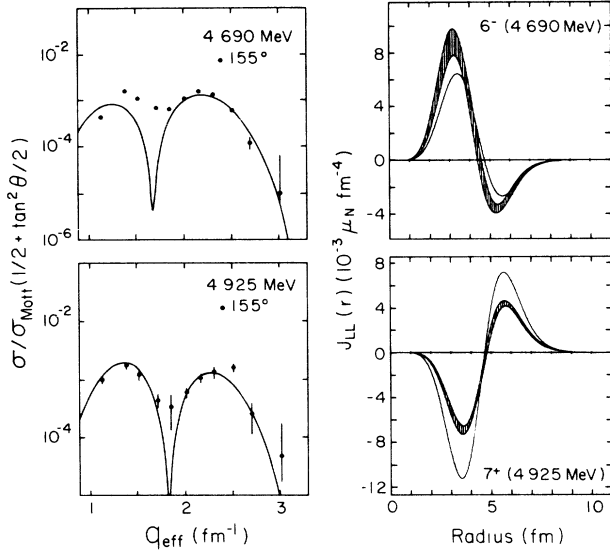 σ/σMott(1/2+tan²θ/2)
10⁻²
10⁻⁴
10⁻⁶
4 690 MeV
• 155°
10⁻²
10⁻⁴
4 925 MeV
• 155°
1 2 3
qeff (fm⁻¹)
J_LL (r) (10⁻³ μN fm⁻⁴)
8
4
0
-4
6⁻ (4 690 MeV)
8
4
0
-4
-8
-12
7⁺ (4 925 MeV)
0 5 10
Radius (fm)